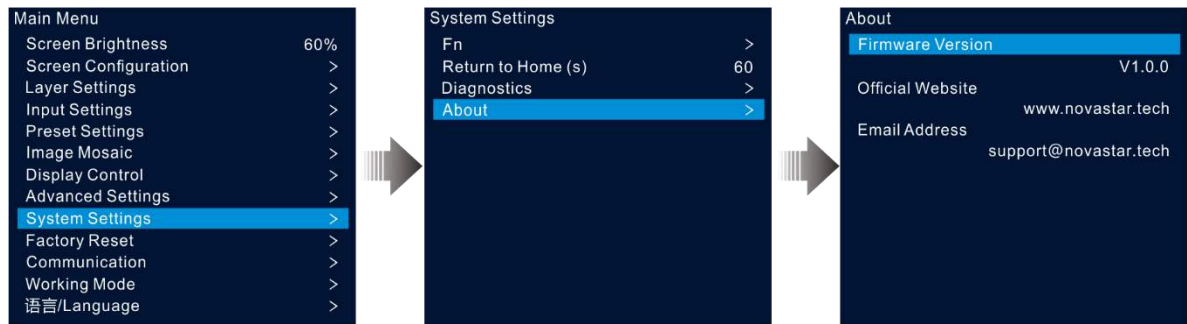 Main Menu
Screen Brightness 60%
Screen Configuration >
Layer Settings >
Input Settings >
Preset Settings >
Image Mosaic >
Display Control >
Advanced Settings >
System Settings >
Factory Reset >
Communication >
Working Mode >
语言/Language >
System Settings
Fn >
Return to Home (s) 60
Diagnostics >
About >
About
Firmware Version
V1.0.0
Official Website
www.novastar.tech
Email Address
support@novastar.tech